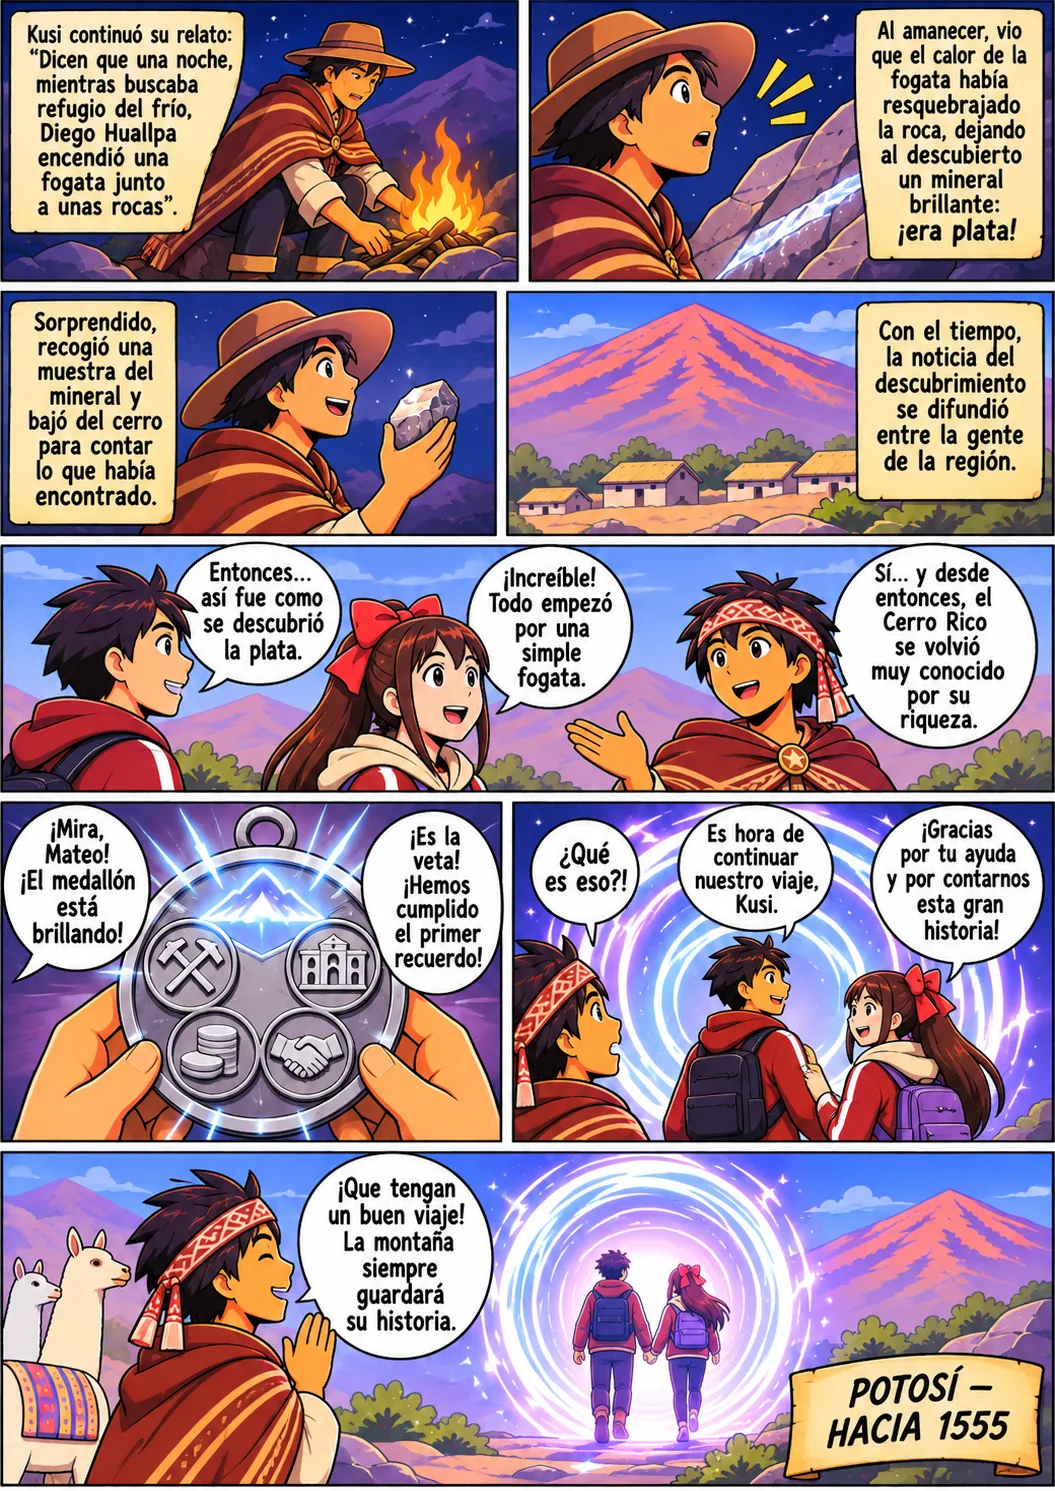 Kusi continuó su relato:
“Dicen que una noche,
mientras buscaba
refugio del frío,
Diego Huallpa
encendió una
fogata junto
a unas rocas”.
Al amanecer, vio
que el calor de la
fogata había
resquebrajado
la roca, dejando
al descubierto
un mineral
brillante:
¡era plata!
Sorprendido,
recogió una
muestra del
mineral y
bajó del cerro
para contar
lo que había
encontrado.
Con el tiempo,
la noticia del
descubrimiento
se difundió
entre la gente
de la región.
Entonces...
así fue como
se descubrió
la plata.
¡Increíble!
Todo empezó
por una
simple
fogata.
Sí... y desde
entonces, el
Cerro Rico
se volvió
muy conocido
por su
riqueza.
¡Mira,
Mateo!
¡El medallón
está
brillando!
¡Es la
veta!
¡Hemos
cumplido
el primer
recuerdo!
¿Qué
es eso?!
Es hora de
continuar
nuestro viaje,
Kusi.
¡Gracias
por tu ayuda
y por contarnos
esta gran
historia!
¡Que tengan
un buen viaje!
La montaña
siempre
guardará
su historia.
POTOSÍ –
HACIA 1555